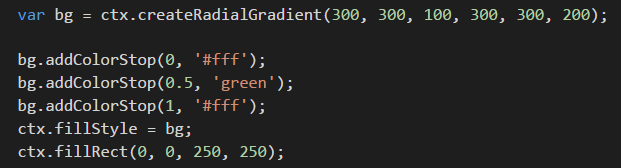 var bg = ctx.createRadialGradient(300, 300, 100, 300, 300, 200);
bg.addColorStop(0, '#fff');
bg.addColorStop(0.5, 'green');
bg.addColorStop(1, '#fff');
ctx.fillStyle = bg;
ctx.fillRect(0, 0, 250, 250);